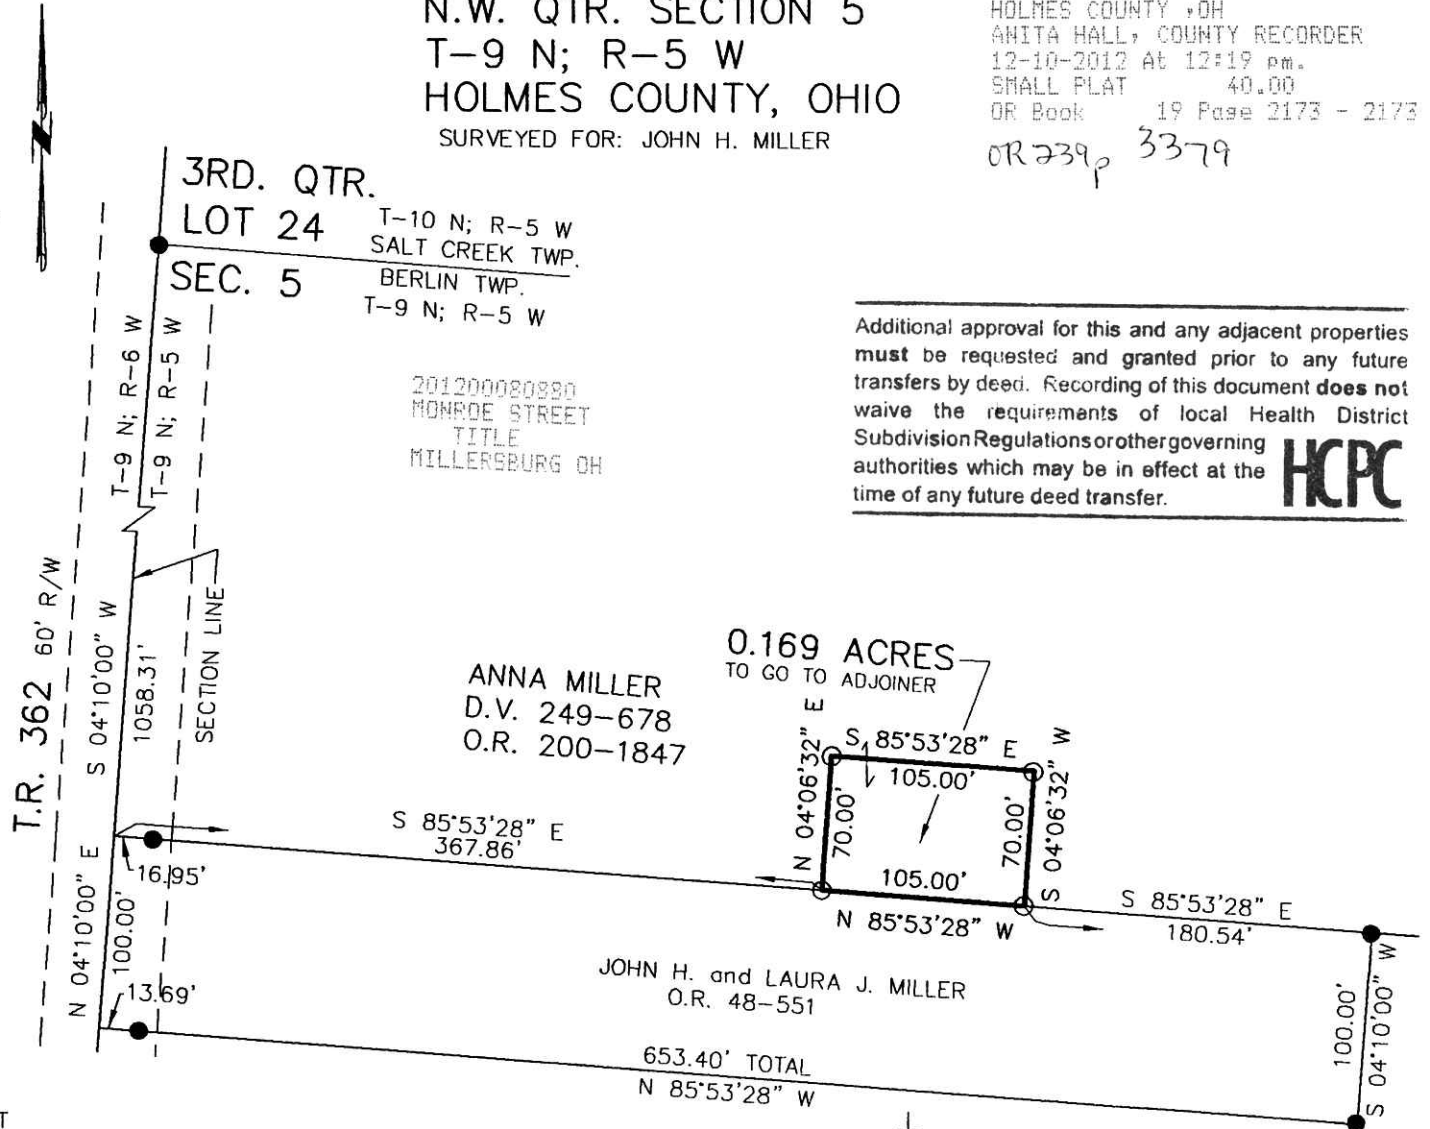 N.W. QTR. SECTION 5
T-9 N; R-5 W
HOLMES COUNTY, OHIO
SURVEYED FOR: JOHN H. MILLER
HOLMES COUNTY ,OH
ANITA HALL, COUNTY RECORDER
12-10-2012 At 12:19 pm.
SMALL PLAT 40.00
OR Book 19 Page 2173 - 2173
OR 239p 3379
N
3RD. QTR.
LOT 24
T-10 N; R-5 W
SALT CREEK TWP.
SEC. 5
BERLIN TWP.
T-9 N; R-5 W
T-9 N; R-6 W
T-9 N; R-5 W
201200080880
MONROE STREET
TITLE
MILLERSBURG OH
Additional approval for this and any adjacent properties
must be requested and granted prior to any future
transfers by deed. Recording of this document does not
waive the requirements of local Health District
Subdivision Regulations or other governing
authorities which may be in effect at the
time of any future deed transfer.
HCPC
T.R. 362 60' R/W
S 04°10'00" W
1058.31'
SECTION LINE
ANNA MILLER
D.V. 249-678
O.R. 200-1847
0.169 ACRES
TO GO TO ADJOINER
N 04°06'32" E
70.00'
S 85°53'28" E
105.00'
70.00'
S 04°06'32" W
105.00'
N 85°53'28" W
S 85°53'28" E
367.86'
16.95'
N 04°10'00" E
100.00'
13.69'
S 85°53'28" E
180.54'
JOHN H. and LAURA J. MILLER
O.R. 48-551
100.00'
S 04°10'00" W
653.40' TOTAL
N 85°53'28" W